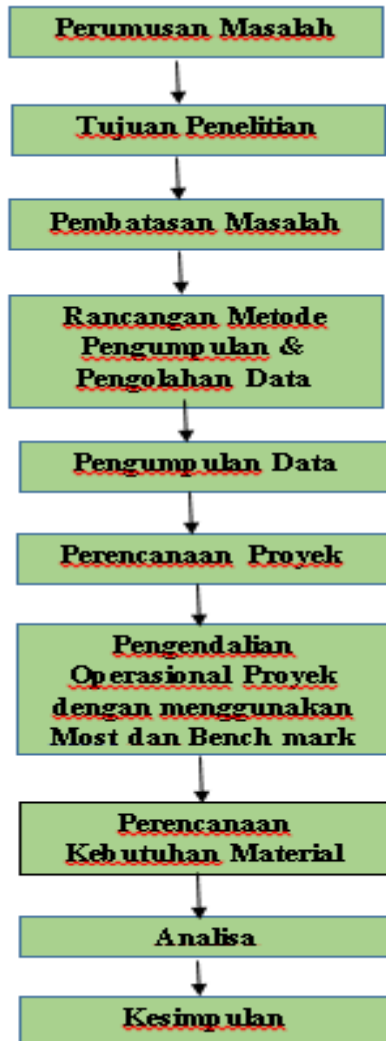 Perumusan Masalah
Tujuan Penelitian
Pembatasan Masalah
Rancangan Metode
Pengumpulan &
Pengolahan Data
Pengumpulan Data
Perencanaan Proyek
Pengendalian
Operasional Proyek
dengan menggunakan
Most dan Bench mark
Perencanaan
Kebutuhan Material
Analisa
Kesimpulan